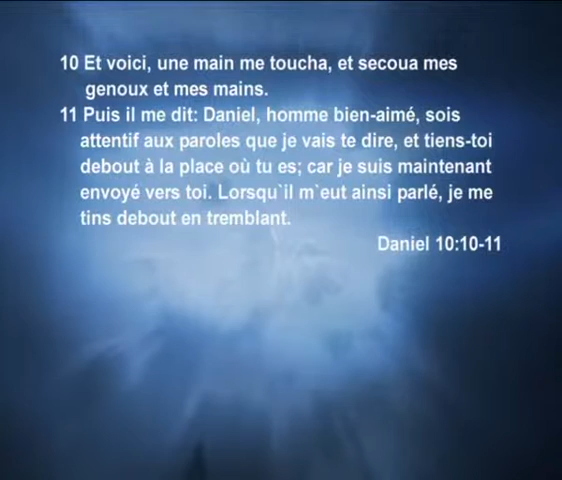 10 Et voici, une main me toucha, et secoua mes
genoux et mes mains.
11 Puis il me dit: Daniel, homme bien-aimé, sois
attentif aux paroles que je vais te dire, et tiens-toi
debout à la place où tu es; car je suis maintenant
envoyé vers toi. Lorsqu`il m`eut ainsi parlé, je me
tins debout en tremblant.
Daniel 10:10-11